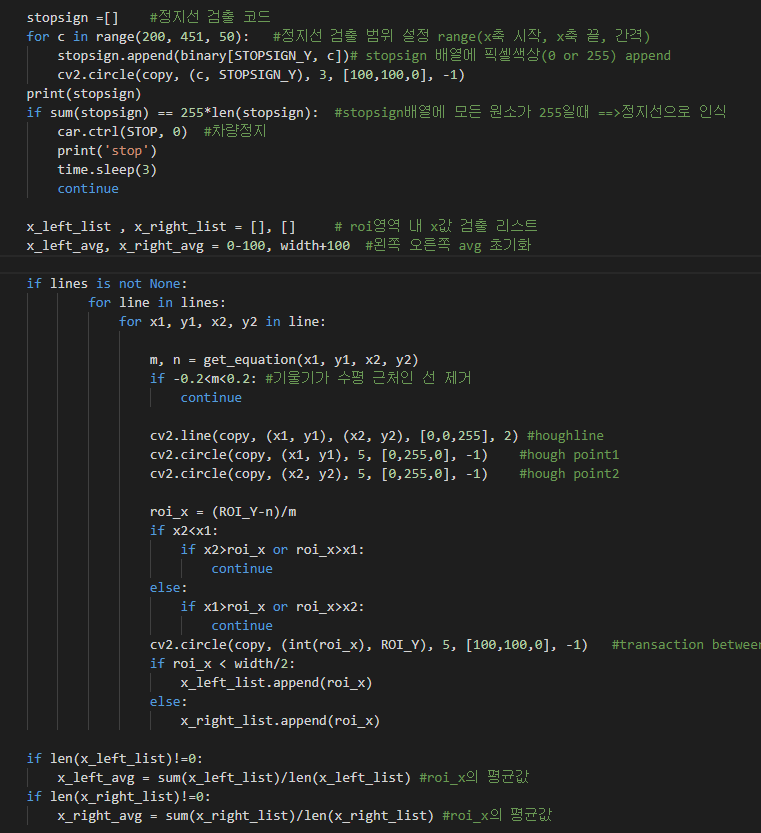 stopsign =[]    #정지선 검출 코드
for c in range(200, 451, 50):   #정지선 검출 범위 설정 range(x축 시작, x축 끝, 간격)
    stopsign.append(binary[STOPSIGN_Y, c])# stopsign 배열에 픽셀색상(0 or 255) append
    cv2.circle(copy, (c, STOPSIGN_Y), 3, [100,100,0], -1)
print(stopsign)
if sum(stopsign) == 255*len(stopsign):  #stopsign배열에 모든 원소가 255일때 ==>정지선으로 인식
    car.ctrl(STOP, 0)  #차량정지
    print('stop')
    time.sleep(3)
    continue
x_left_list , x_right_list = [], []     # roi영역 내 x값 검출 리스트
x_left_avg, x_right_avg = 0-100, width+100  #왼쪽 오른쪽 avg 초기화
if lines is not None:
        for line in lines:
            for x1, y1, x2, y2 in line:
                m, n = get_equation(x1, y1, x2, y2)
                if -0.2<m<0.2: #기울기가 수평 근처인 선 제거
                    continue
                cv2.line(copy, (x1, y1), (x2, y2), [0,0,255], 2) #houghline
                cv2.circle(copy, (x1, y1), 5, [0,255,0], -1)    #hough point1
                cv2.circle(copy, (x2, y2), 5, [0,255,0], -1)    #hough point2
                roi_x = (ROI_Y-n)/m
                if x2<x1:
                    if x2>roi_x or roi_x>x1:
                        continue
                else:
                    if x1>roi_x or roi_x>x2:
                        continue
                cv2.circle(copy, (int(roi_x), ROI_Y), 5, [100,100,0], -1)   #transaction between
                if roi_x < width/2:
                    x_left_list.append(roi_x)
                else:
                    x_right_list.append(roi_x)
if len(x_left_list)!=0:
    x_left_avg = sum(x_left_list)/len(x_left_list) #roi_x의 평균값
if len(x_right_list)!=0:
    x_right_avg = sum(x_right_list)/len(x_right_list) #roi_x의 평균값